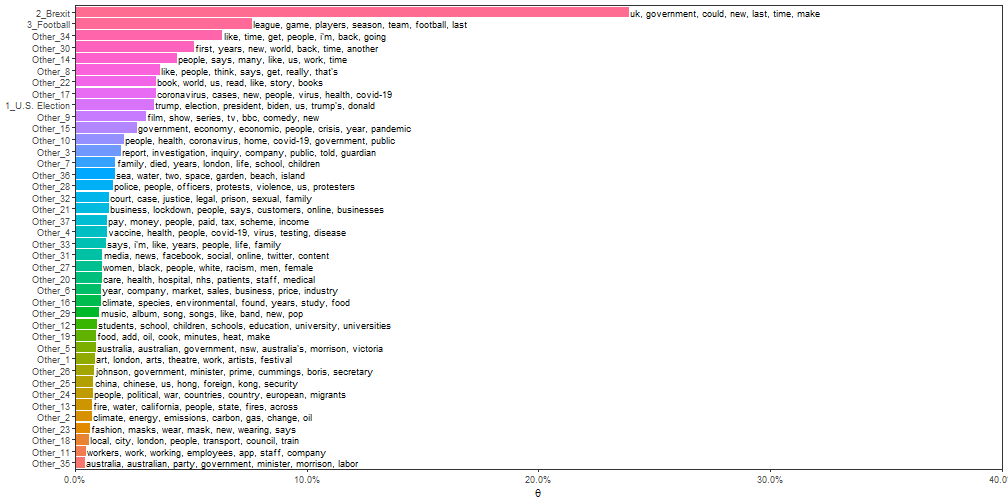 2_Brexit uk, government, could, new, last, time, make
3_Football league, game, players, season, team, football, last
Other_34 like, time, get, people, i'm, back, going
Other_30 first, years, new, world, back, time, another
Other_14 people, says, many, like, us, work, time
Other_8 like, people, think, says, get, really, that's
Other_22 book, world, us, read, like, story, books
Other_17 coronavirus, cases, new, people, virus, health, covid-19
1_U.S. Election trump, election, president, biden, us, trump's, donald
Other_9 film, show, series, tv, bbc, comedy, new
Other_15 government, economy, economic, people, crisis, year, pandemic
Other_10 people, health, coronavirus, home, covid-19, government, public
Other_3 report, investigation, inquiry, company, public, told, guardian
Other_7 family, died, years, london, life, school, children
Other_36 sea, water, two, space, garden, beach, island
Other_28 police, people, officers, protests, violence, us, protesters
Other_32 court, case, justice, legal, prison, sexual, family
Other_21 business, lockdown, people, says, customers, online, businesses
Other_37 pay, money, people, paid, tax, scheme, income
Other_4 vaccine, health, people, covid-19, virus, testing, disease
Other_33 says, i'm, like, years, people, life, family
Other_31 media, news, facebook, social, online, twitter, content
Other_27 women, black, people, white, racism, men, female
Other_20 care, health, hospital, nhs, patients, staff, medical
Other_6 year, company, market, sales, business, price, industry
Other_16 climate, species, environmental, found, years, study, food
Other_29 music, album, song, songs, like, band, new, pop
Other_12 students, school, children, schools, education, university, universities
Other_19 food, add, oil, cook, minutes, heat, make
Other_5 australia, australian, government, nsw, australia's, morrison, victoria
Other_1 art, london, arts, theatre, work, artists, festival
Other_26 johnson, government, minister, prime, cummings, boris, secretary
Other_25 china, chinese, us, hong, foreign, kong, security
Other_24 people, political, war, countries, country, european, migrants
Other_13 fire, water, california, people, state, fires, across
Other_2 climate, energy, emissions, carbon, gas, change, oil
Other_23 fashion, masks, wear, mask, new, wearing, says
Other_18 local, city, london, people, transport, council, train
Other_11 workers, work, working, employees, app, staff, company
Other_35 australia, australian, party, government, minister, morrison, labor
0.0% 10.0% 20.0% 30.0% 40.0%
θ